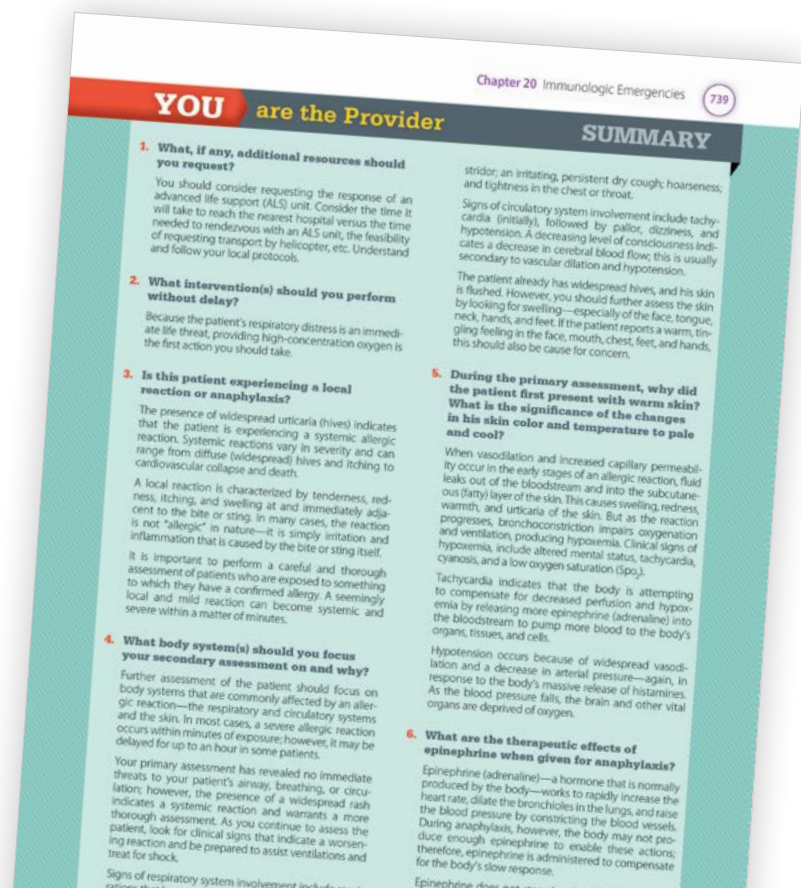 Chapter 20 Immunologic Emergencies 739
YOU are the Provider SUMMARY
1. What, if any, additional resources should
you request?
You should consider requesting the response of an
advanced life support (ALS) unit. Consider the time it
will take to reach the nearest hospital versus the time
needed to rendezvous with an ALS unit, the feasibility
of requesting transport by helicopter, etc. Understand
and follow your local protocols.
2. What intervention(s) should you perform
without delay?
Because the patient's respiratory distress is an immedi-
ate life threat, providing high-concentration oxygen is
the first action you should take.
3. Is this patient experiencing a local
reaction or anaphylaxis?
The presence of widespread urticaria (hives) indicates
that the patient is experiencing a systemic allergic
reaction. Systemic reactions vary in severity and can
range from diffuse (widespread) hives and itching to
cardiovascular collapse and death.
A local reaction is characterized by tenderness, red-
ness, itching, and swelling at and immediately adja-
cent to the bite or sting. In many cases, the reaction
is not "allergic" in nature—it is simply irritation and
inflammation that is caused by the bite or sting itself.
It is important to perform a careful and thorough
assessment of patients who are exposed to something
to which they have a confirmed allergy. A seemingly
local and mild reaction can become systemic and
severe within a matter of minutes.
4. What body system(s) should you focus
your secondary assessment on and why?
Further assessment of the patient should focus on
body systems that are commonly affected by an aller-
gic reaction—the respiratory and circulatory systems
and the skin. In most cases, a severe allergic reaction
occurs within minutes of exposure; however, it may be
delayed for up to an hour in some patients.
Your primary assessment has revealed no immediate
threats to your patient's airway, breathing, or circu-
lation; however, the presence of a widespread rash
indicates a systemic reaction and warrants a more
thorough assessment. As you continue to assess the
patient, look for clinical signs that indicate a worsen-
ing reaction and be prepared to assist ventilations and
treat for shock.
Signs of respiratory system involvement include
stridor; an irritating, persistent dry cough; hoarseness;
and tightness in the chest or throat.
Signs of circulatory system involvement include tachy-
cardia (initially), followed by pallor, dizziness, and
hypotension. A decreasing level of consciousness indi-
cates a decrease in cerebral blood flow; this is usually
secondary to vascular dilation and hypotension.
The patient already has widespread hives, and his skin
is flushed. However, you should further assess the skin
by looking for swelling—especially of the face, tongue,
neck, hands, and feet. If the patient reports a warm, tin-
gling feeling in the face, mouth, chest, feet, and hands,
this should also be cause for concern.
5. During the primary assessment, why did
the patient first present with warm skin?
What is the significance of the changes
in his skin color and temperature to pale
and cool?
When vasodilation and increased capillary permeabil-
ity occur in the early stages of an allergic reaction, fluid
leaks out of the bloodstream and into the subcutane-
ous (fatty) layer of the skin. This causes swelling, redness,
warmth, and urticaria of the skin. But as the reaction
progresses, bronchoconstriction impairs oxygenation
and ventilation, producing hypoxemia. Clinical signs of
hypoxemia, include altered mental status, tachycardia,
cyanosis, and a low oxygen saturation (Spo₂).
Tachycardia indicates that the body is attempting
to compensate for decreased perfusion and hypox-
emia by releasing more epinephrine (adrenaline) into
the bloodstream to pump more blood to the body's
organs, tissues, and cells.
Hypotension occurs because of widespread vasodi-
lation and a decrease in arterial pressure—again, in
response to the body's massive release of histamines.
As the blood pressure falls, the brain and other vital
organs are deprived of oxygen.
6. What are the therapeutic effects of
epinephrine when given for anaphylaxis?
Epinephrine (adrenaline)—a hormone that is normally
produced by the body—works to rapidly increase the
heart rate, dilate the bronchioles in the lungs, and raise
the blood pressure by constricting the blood vessels.
During anaphylaxis, however, the body may not pro-
duce enough epinephrine to enable these actions;
therefore, epinephrine is administered to compensate
for the body's slow response.
Epinephrine does not